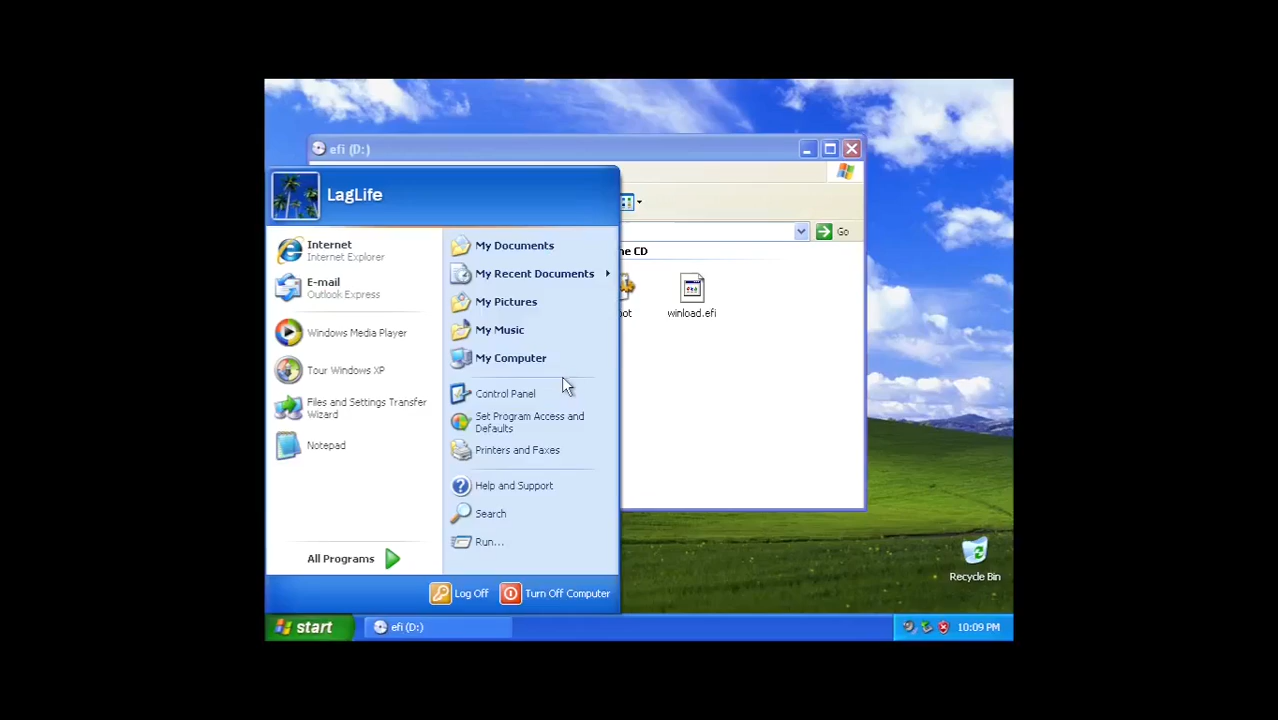 efi (D:)
LagLife
Go
Internet
Internet Explorer
My Documents
ne CD
My Recent Documents
E-mail
Outlook Express
My Pictures
oot
winload.efi
Windows Media Player
My Music
My Computer
Tour Windows XP
Control Panel
Files and Settings Transfer
Wizard
Set Program Access and
Defaults
Notepad
Printers and Faxes
Help and Support
Search
Run...
All Programs
Recycle Bin
Log Off
Turn Off Computer
start
efi (D:)
10:09 PM